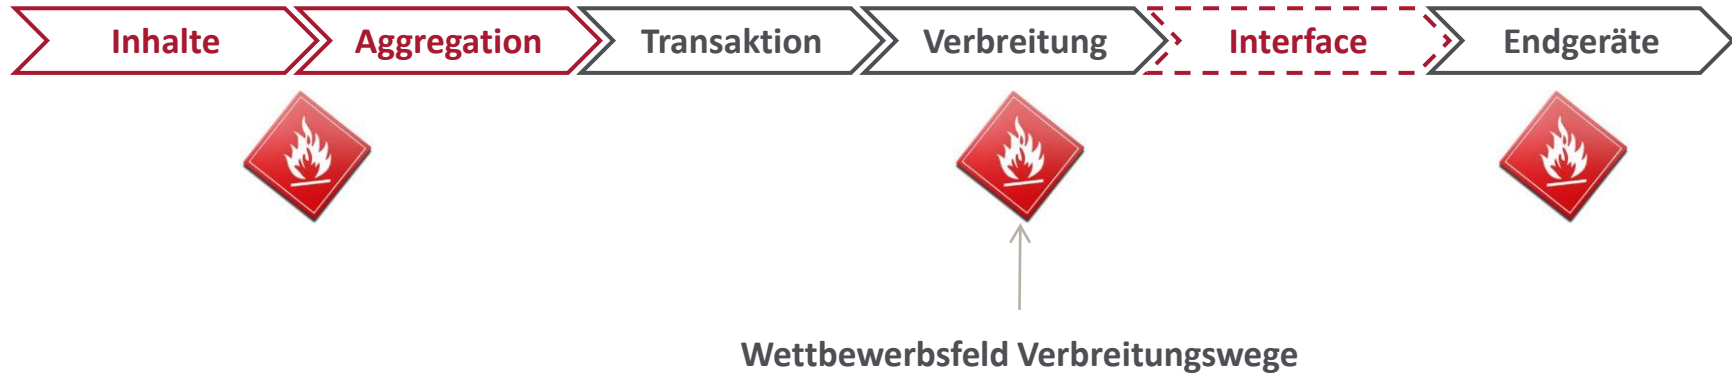 Inhalte Aggregation Transaktion Verbreitung Interface Endgeräte
Wettbewerbsfeld Verbreitungswege